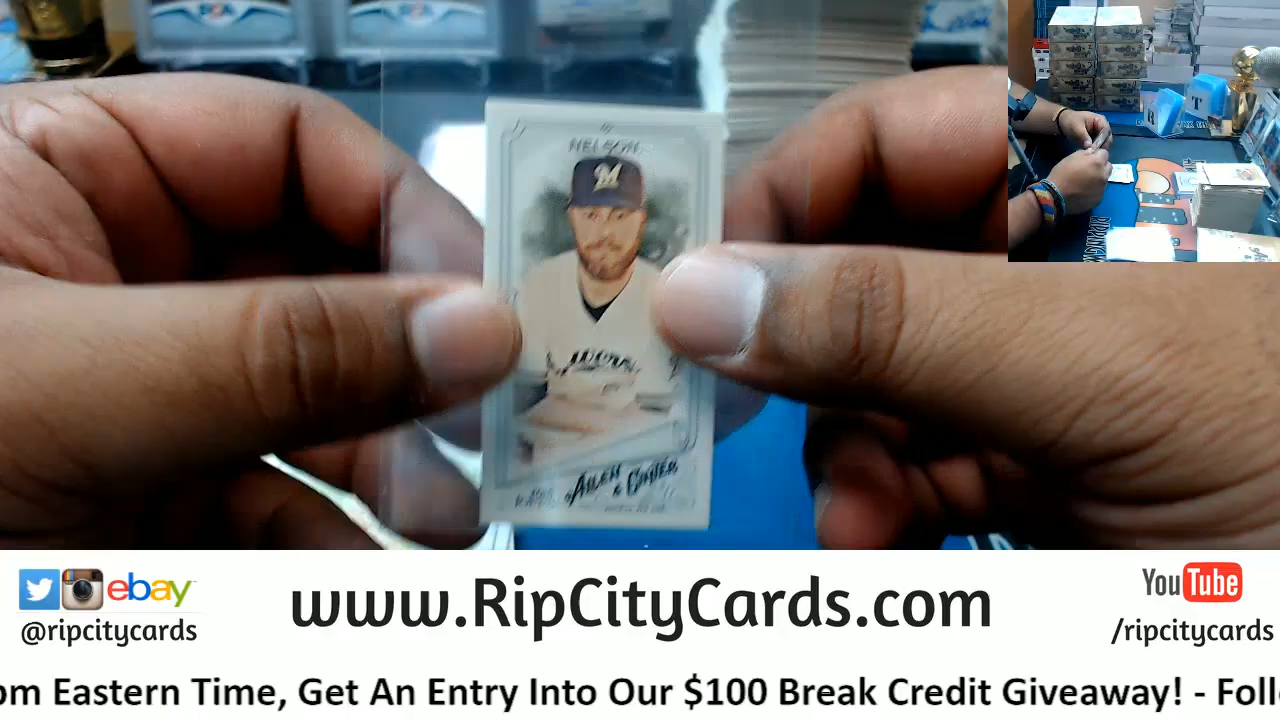 NELSON
M
ALLEN
& GINTER
T
ebay
@ripcitycards
www.RipCityCards.com
YouTube
/ripcitycards
pm Eastern Time, Get An Entry Into Our $100 Break Credit Giveaway! - Foll